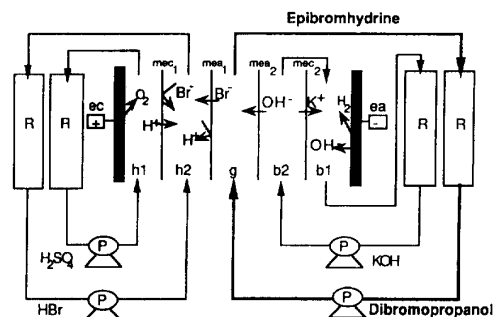 Epibromhydrine
mec1 mea1 mea2 mec2
R R ec + O2 Br- Br- OH- K+ H2 ea - R R
H+ H+ OH-
h1 h2 g b2 b1
P P
H2SO4 KOH
P P
HBr Dibromopropanol